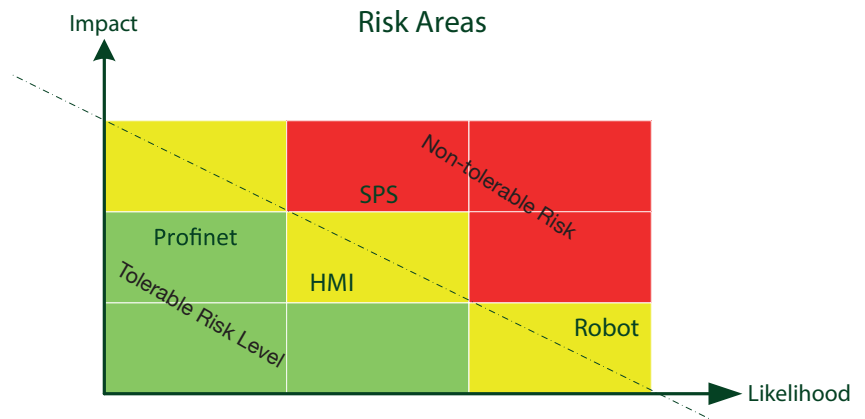 Risk Areas
Impact
Non-tolerable Risk
SPS
Profinet
HMI
Tolerable Risk Level
Robot
Likelihood